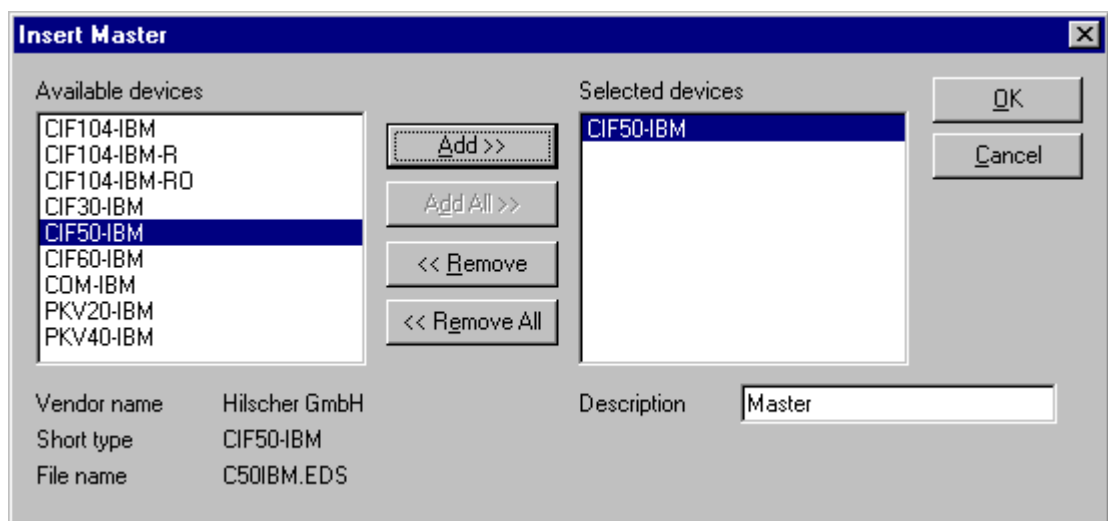 Insert Master
Available devices
CIF104-IBM
CIF104-IBM-R
CIF104-IBM-RO
CIF30-IBM
CIF50-IBM
CIF60-IBM
COM-IBM
PKV20-IBM
PKV40-IBM
Add >>
Add All >>
<< Remove
<< Remove All
Selected devices
CIF50-IBM
OK
Cancel
Vendor name Hilscher GmbH
Short type CIF50-IBM
File name C50IBM.EDS
Description Master